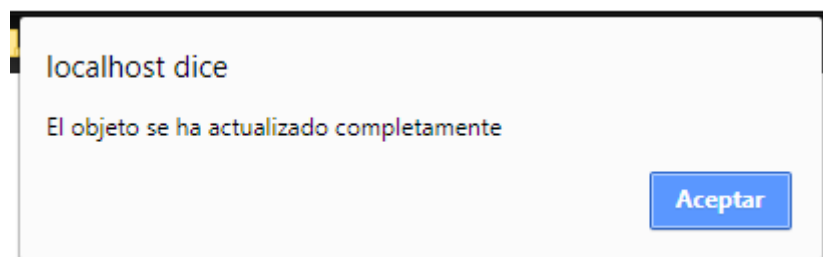 localhost dice
El objeto se ha actualizado completamente
Aceptar